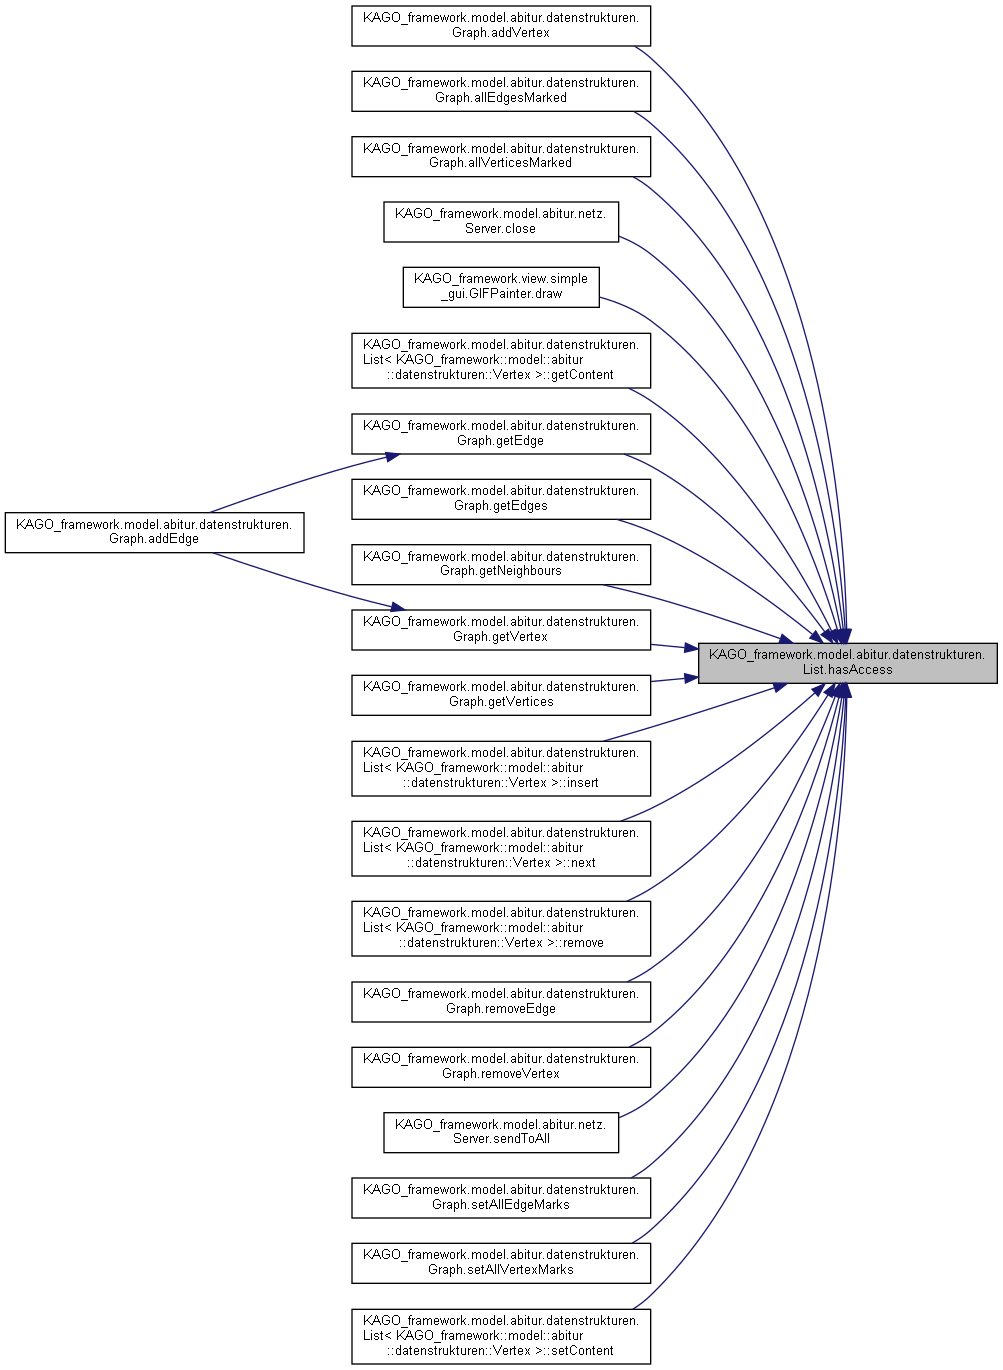 KAGO_framework.model.abitur.datenstrukturen.
Graph.addVertex
KAGO_framework.model.abitur.datenstrukturen.
Graph.allEdgesMarked
KAGO_framework.model.abitur.datenstrukturen.
Graph.allVerticesMarked
KAGO_framework.model.abitur.netz.
Server.close
KAGO_framework.view.simple
_gui.GIFPainter.draw
KAGO_framework.model.abitur.datenstrukturen.
List< KAGO_framework::model::abitur
::datenstrukturen::Vertex >::getContent
KAGO_framework.model.abitur.datenstrukturen.
Graph.getEdge
KAGO_framework.model.abitur.datenstrukturen.
Graph.getEdges
KAGO_framework.model.abitur.datenstrukturen.
Graph.addEdge
KAGO_framework.model.abitur.datenstrukturen.
Graph.getNeighbours
KAGO_framework.model.abitur.datenstrukturen.
Graph.getVertex
KAGO_framework.model.abitur.datenstrukturen.
List.hasAccess
KAGO_framework.model.abitur.datenstrukturen.
Graph.getVertices
KAGO_framework.model.abitur.datenstrukturen.
List< KAGO_framework::model::abitur
::datenstrukturen::Vertex >::insert
KAGO_framework.model.abitur.datenstrukturen.
List< KAGO_framework::model::abitur
::datenstrukturen::Vertex >::next
KAGO_framework.model.abitur.datenstrukturen.
List< KAGO_framework::model::abitur
::datenstrukturen::Vertex >::remove
KAGO_framework.model.abitur.datenstrukturen.
Graph.removeEdge
KAGO_framework.model.abitur.datenstrukturen.
Graph.removeVertex
KAGO_framework.model.abitur.netz.
Server.sendToAll
KAGO_framework.model.abitur.datenstrukturen.
Graph.setAllEdgeMarks
KAGO_framework.model.abitur.datenstrukturen.
Graph.setAllVertexMarks
KAGO_framework.model.abitur.datenstrukturen.
List< KAGO_framework::model::abitur
::datenstrukturen::Vertex >::setContent